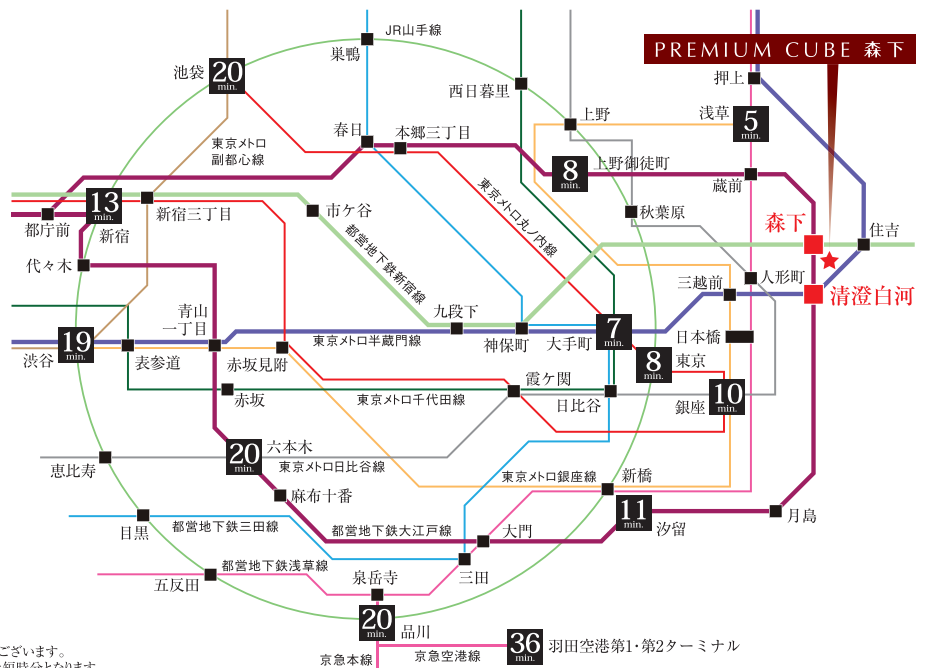 JR山手線
巣鴨
PREMIUM CUBE 森下
池袋
20
min.
西日暮里
押上
上野
浅草
5
min.
春日
本郷三丁目
東京メトロ
副都心線
8
min.
上野御徒町
蔵前
東京メトロ丸ノ内線
13
min.
新宿
新宿三丁目
都庁前
市ケ谷
秋葉原
森下
住吉
都営地下鉄新宿線
代々木
人形町
三越前
清澄白河
青山
一丁目
九段下
神保町
大手町
7
min.
日本橋
東京メトロ半蔵門線
19
min.
渋谷
表参道
赤坂見附
8
min.
東京
赤坂
東京メトロ千代田線
霞ケ関
日比谷
銀座
10
min.
20
min.
六本木
東京メトロ日比谷線
恵比寿
東京メトロ銀座線
新橋
麻布十番
11
min.
汐留
月島
目黒
都営地下鉄三田線
都営地下鉄大江戸線
大門
都営地下鉄浅草線
五反田
泉岳寺
三田
20
min.
品川
36
min.
羽田空港第1・第2ターミナル
京急本線
京急空港線
ございます。